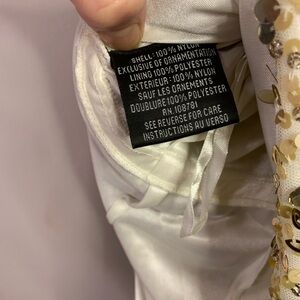 SHELL: 100% NYLON
EXCLUSIVE OF ORNAMENTATION
LINING 100% POLYESTER
EXTERIEUR: 100% NYLON
SAUF LES ORNEMENTS
DOUBLURE 100% POLYESTER
RN 108781
SEE REVERSE FOR CARE
INSTRUCTIONS AU VERSO